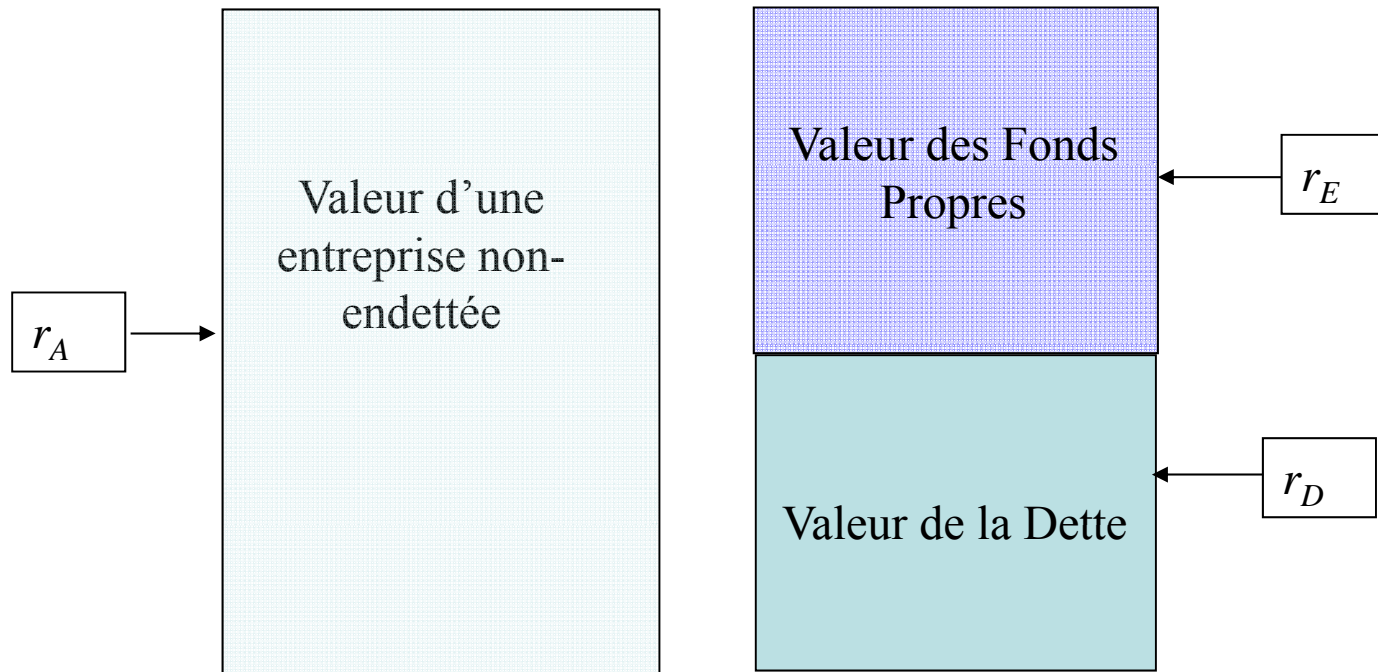 Valeur d’une
entreprise non-
endettée
r_A
Valeur des Fonds
Propres
r_E
Valeur de la Dette
r_D